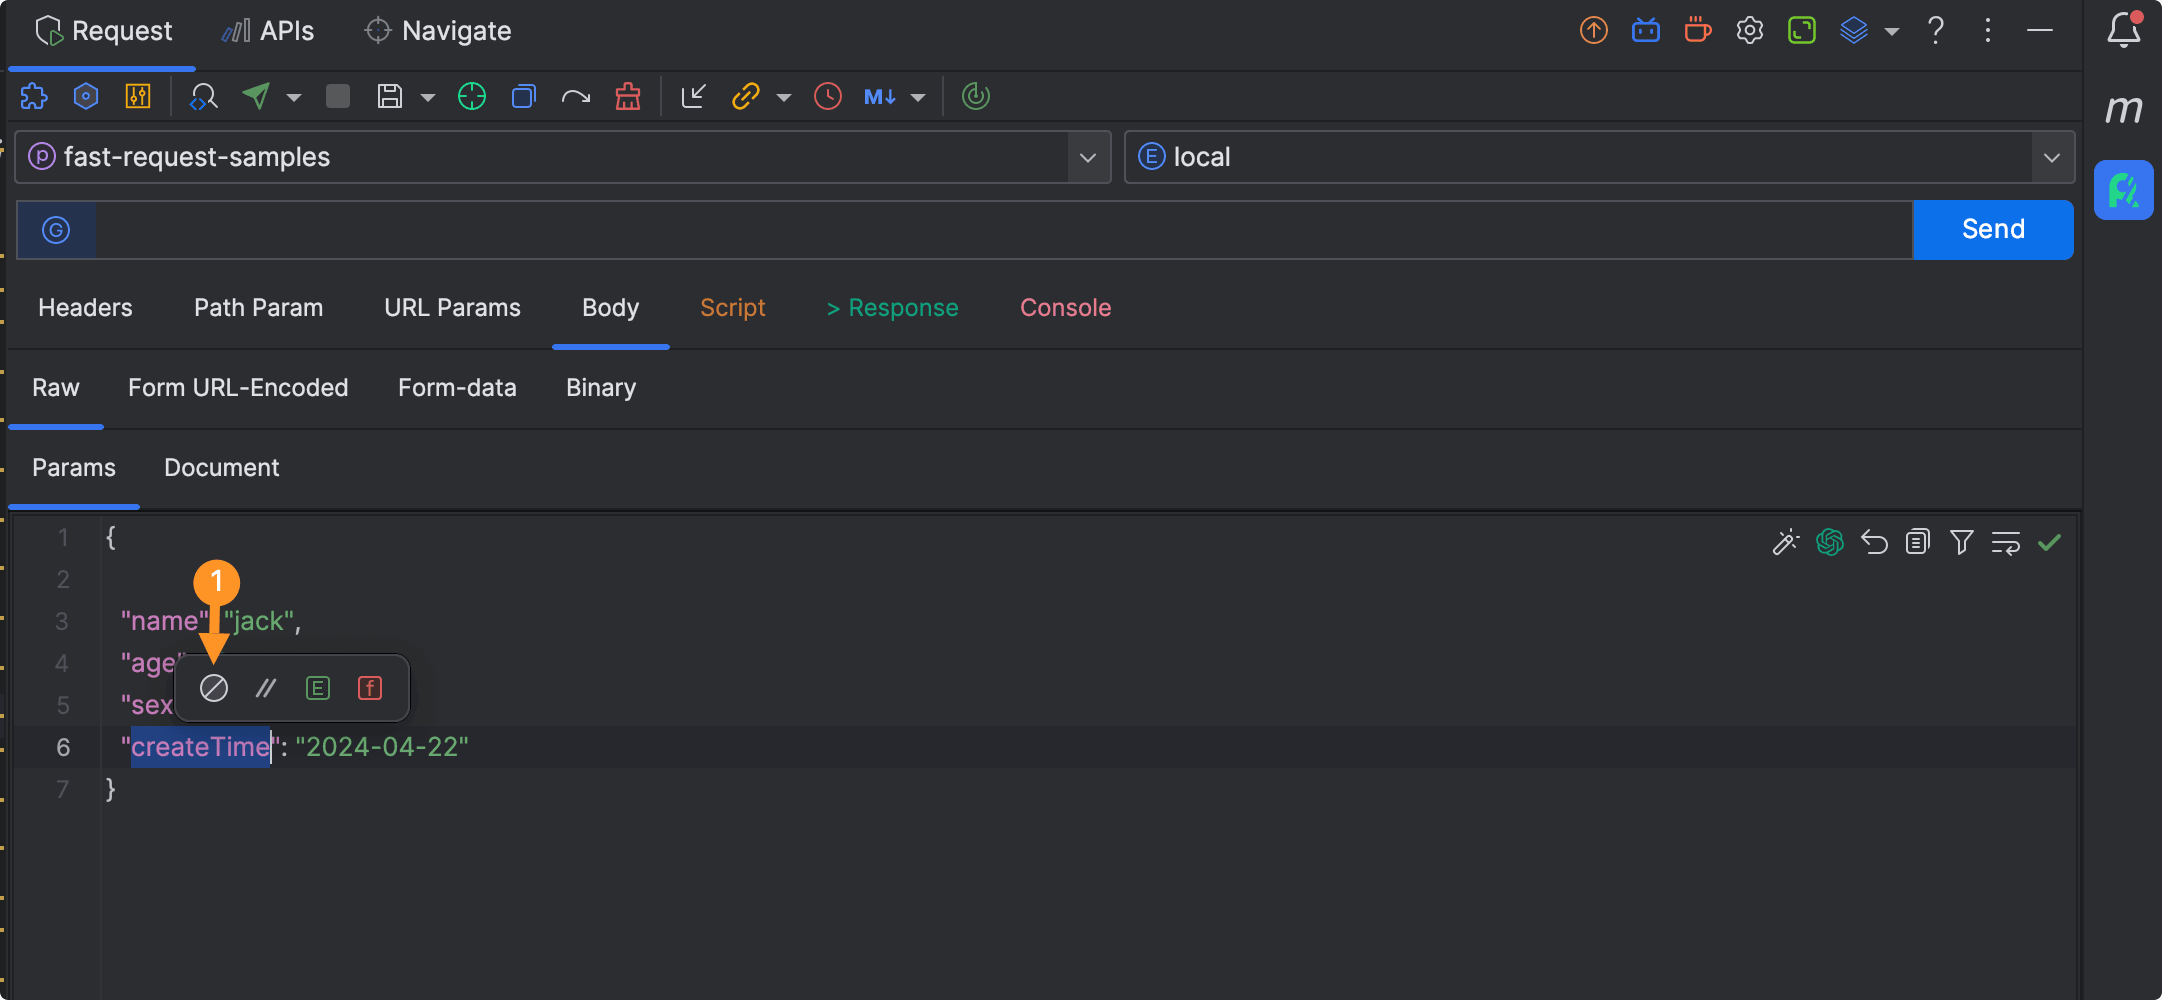 Request APIs Navigate
M↓
fast-request-samples local
Send
Headers Path Param URL Params Body Script > Response Console
Raw Form URL-Encoded Form-data Binary
Params Document
1 {
2
1
3 "name" "jack",
4 "age"
5 "sex
6 "createTime": "2024-04-22"
7 }